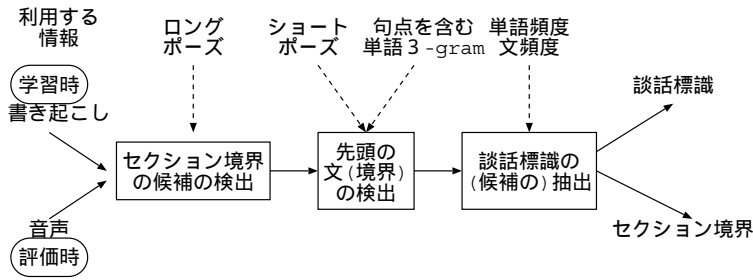 利用する
情報
ロング
ポーズ
ショート
ポーズ
句点を含む
単語３-gram
単語頻度
文頻度
学習時
書き起こし
セクション境界
の候補の検出
先頭の
文(境界)
の検出
談話標識の
(候補の)抽出
談話標識
セクション境界
音声
評価時